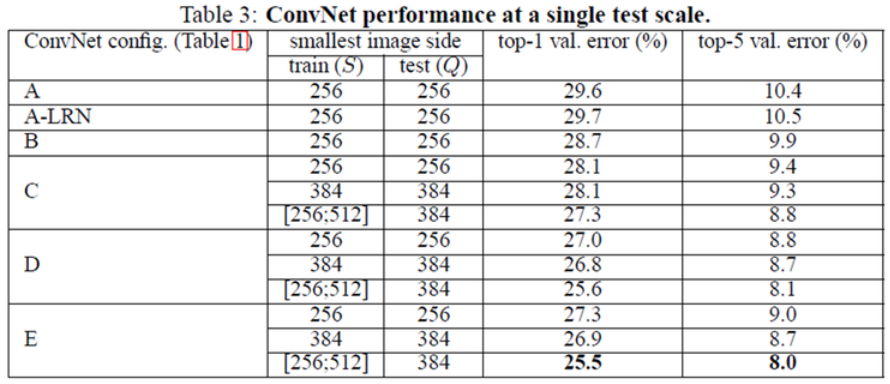 Table 3: ConvNet performance at a single test scale.
ConvNet config. (Table 1) smallest image side top-1 val. error (%) top-5 val. error (%)
train (S) test (Q)
A 256 256 29.6 10.4
A-LRN 256 256 29.7 10.5
B 256 256 28.7 9.9
C 256 256 28.1 9.4
384 384 28.1 9.3
[256;512] 384 27.3 8.8
D 256 256 27.0 8.8
384 384 26.8 8.7
[256;512] 384 25.6 8.1
E 256 256 27.3 9.0
384 384 26.9 8.7
[256;512] 384 25.5 8.0